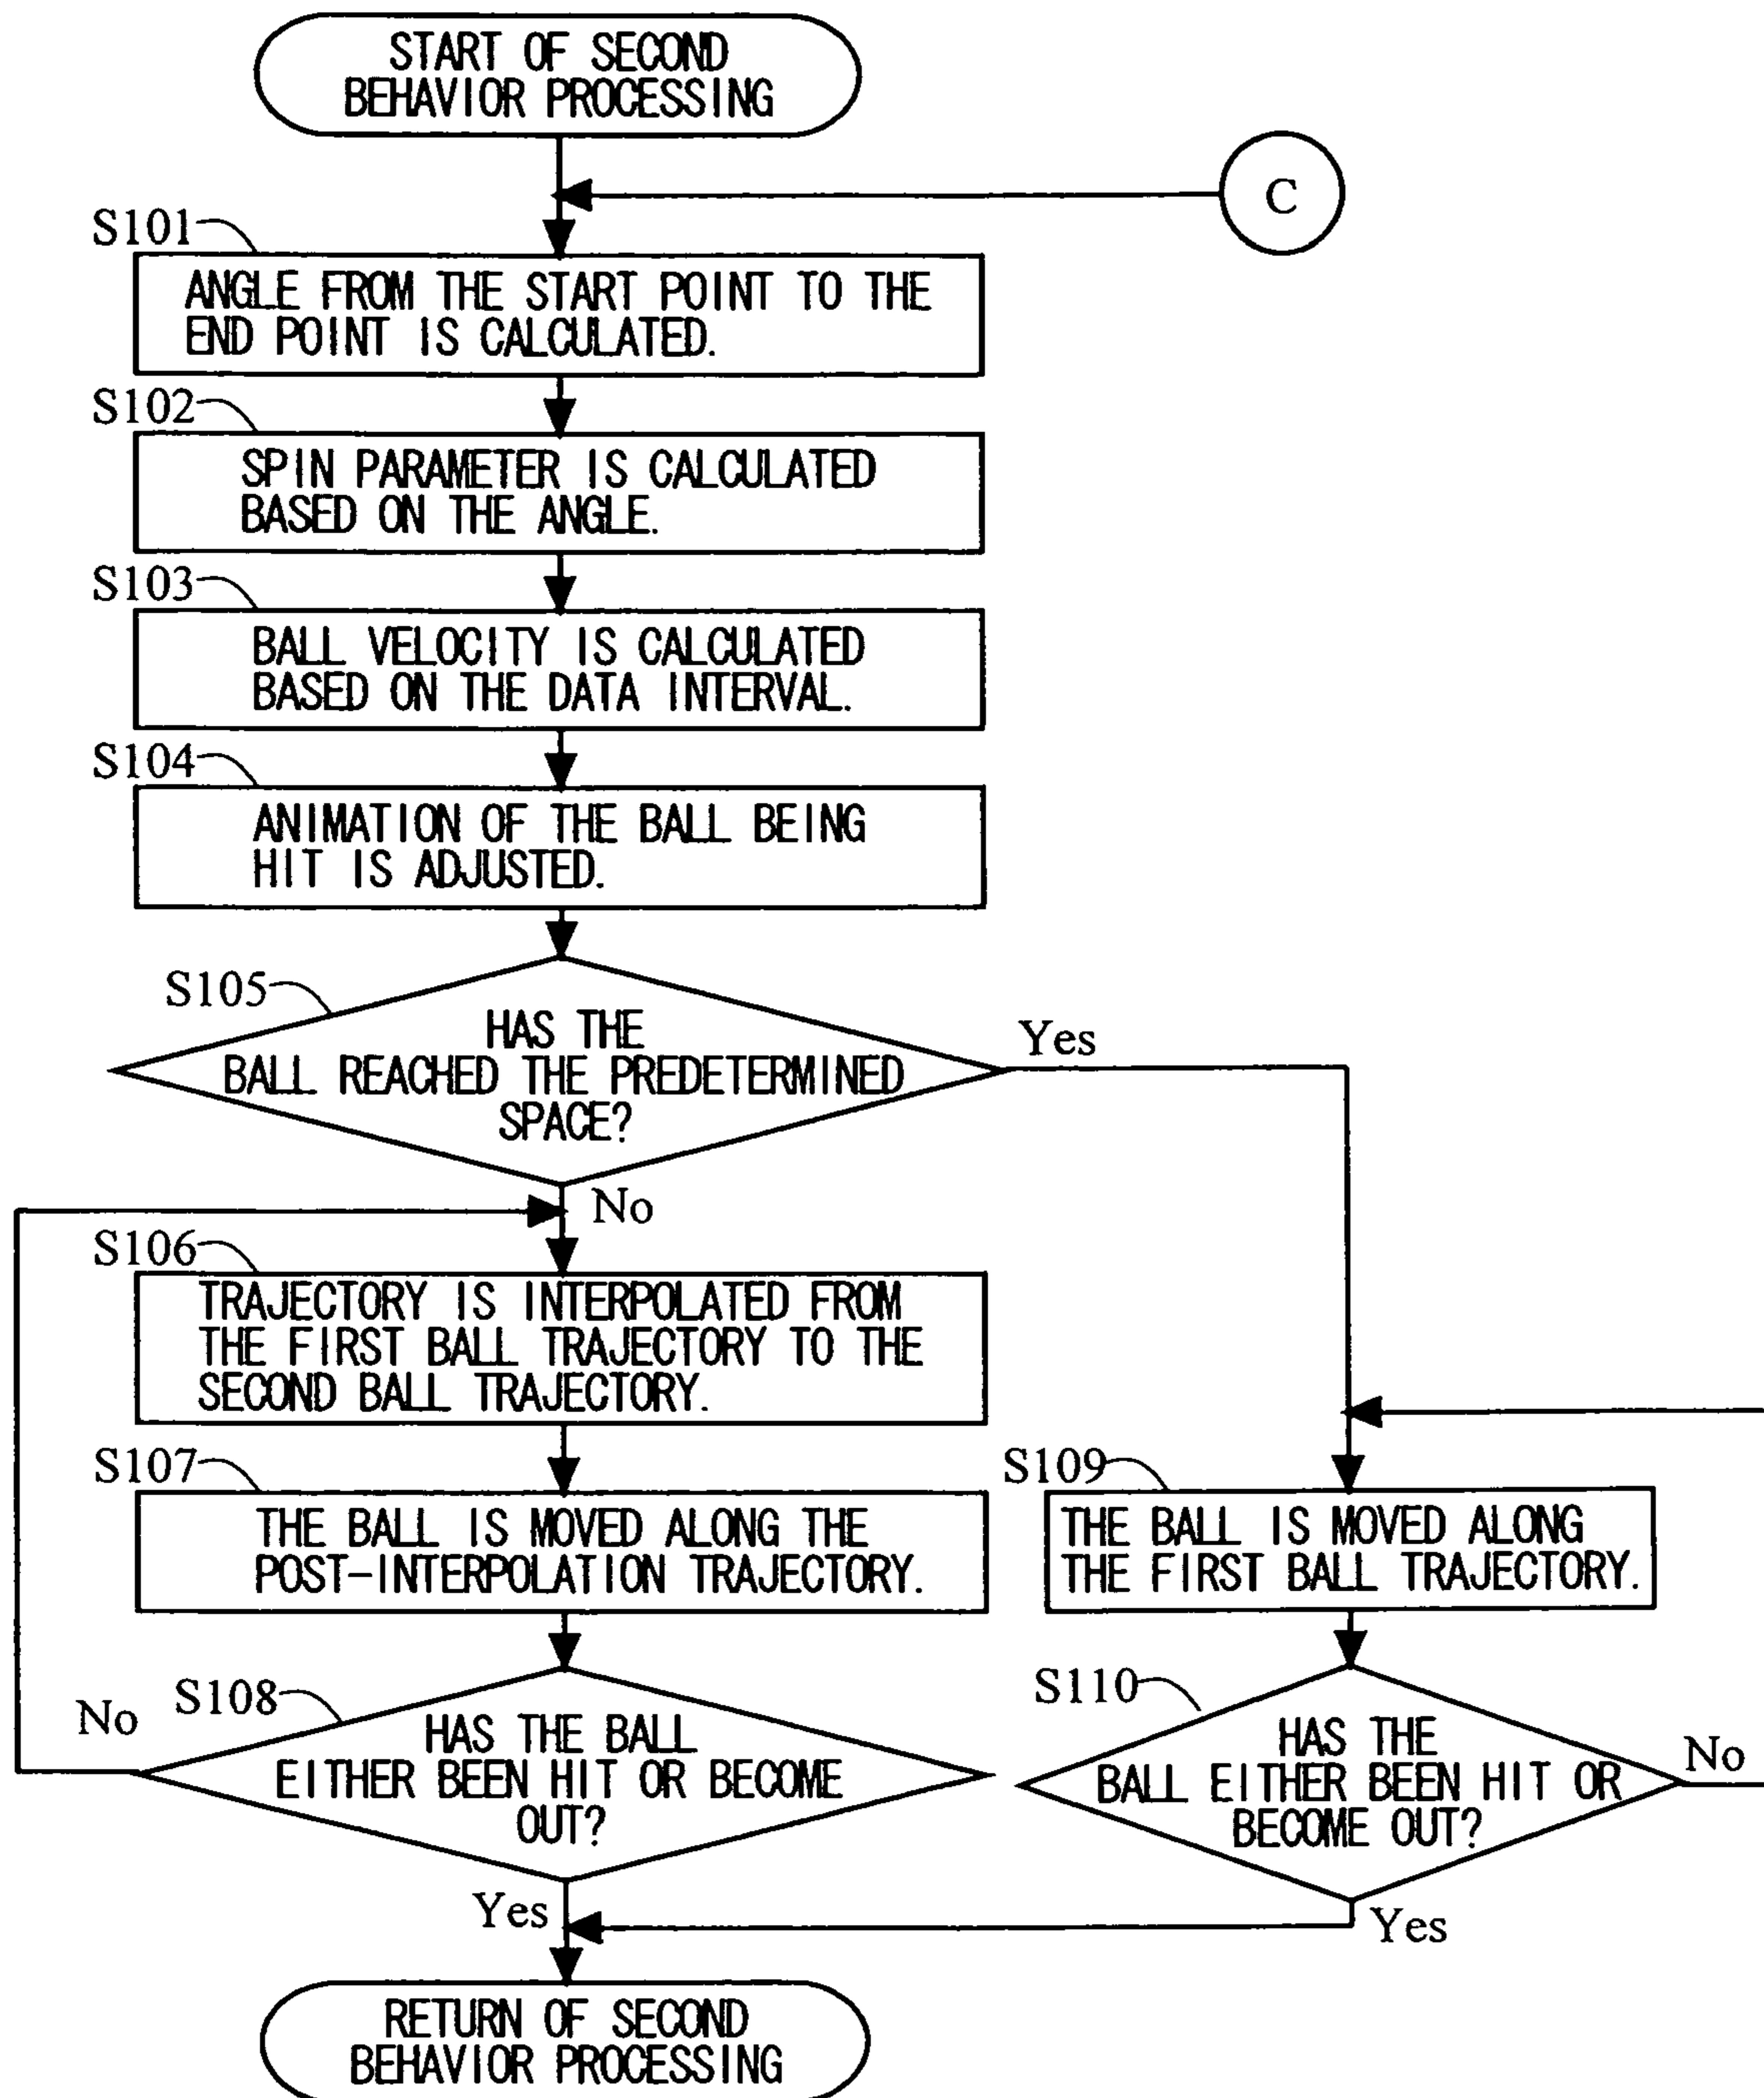 START OF SECOND
BEHAVIOR PROCESSING
C
S101
ANGLE FROM THE START POINT TO THE
END POINT IS CALCULATED.
S102
SPIN PARAMETER IS CALCULATED
BASED ON THE ANGLE.
S103
BALL VELOCITY IS CALCULATED
BASED ON THE DATA INTERVAL.
S104
ANIMATION OF THE BALL BEING
HIT IS ADJUSTED.
S105
HAS THE
BALL REACHED THE PREDETERMINED
SPACE?
Yes
No
S106
TRAJECTORY IS INTERPOLATED FROM
THE FIRST BALL TRAJECTORY TO THE
SECOND BALL TRAJECTORY.
S107
THE BALL IS MOVED ALONG THE
POST-INTERPOLATION TRAJECTORY.
S109
THE BALL IS MOVED ALONG
THE FIRST BALL TRAJECTORY.
S108
No
HAS THE BALL
EITHER BEEN HIT OR BECOME
OUT?
Yes
S110
HAS THE
BALL EITHER BEEN HIT OR
BECOME OUT?
No
Yes
RETURN OF SECOND
BEHAVIOR PROCESSING